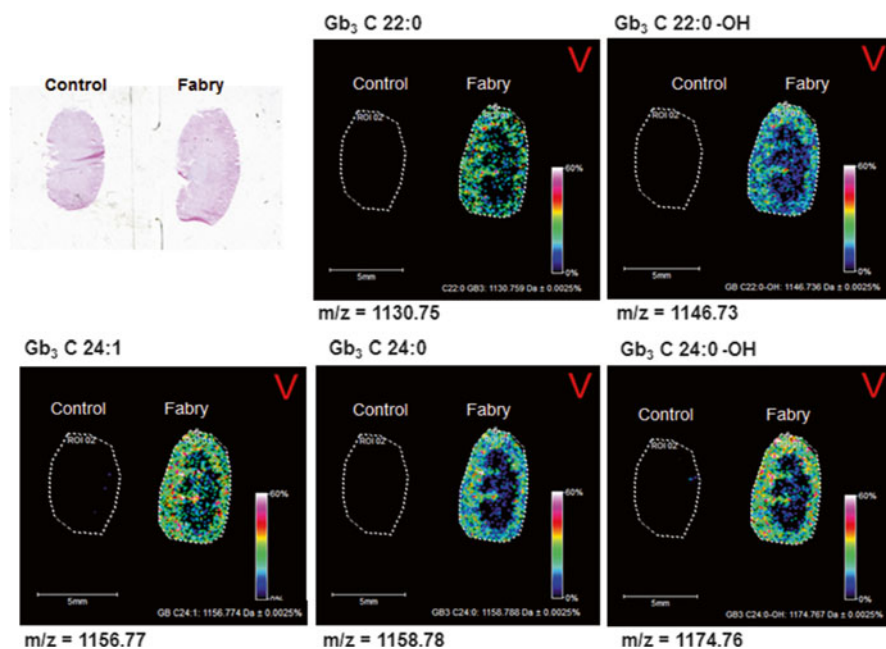 Control Fabry
Gb₃ C 22:0
V
Control Fabry
ROI 02
60%
0%
5mm
C22:0 GB3: 1130.759 Da ± 0.0025%
m/z = 1130.75
Gb₃ C 22:0 -OH
V
Control Fabry
ROI 02
60%
0%
5mm
GB C22:0-OH: 1146.736 Da ± 0.0025%
m/z = 1146.73
Gb₃ C 24:1
V
Control Fabry
ROI 02
60%
0%
5mm
GB C24:1: 1156.774 Da ± 0.0025%
m/z = 1156.77
Gb₃ C 24:0
V
Control Fabry
ROI 02
60%
0%
5mm
GB3 C24:0: 1158.788 Da ± 0.0025%
m/z = 1158.78
Gb₃ C 24:0 -OH
V
Control Fabry
ROI 02
60%
0%
5mm
GB3 C24:0-OH: 1174.767 Da ± 0.0025%
m/z = 1174.76